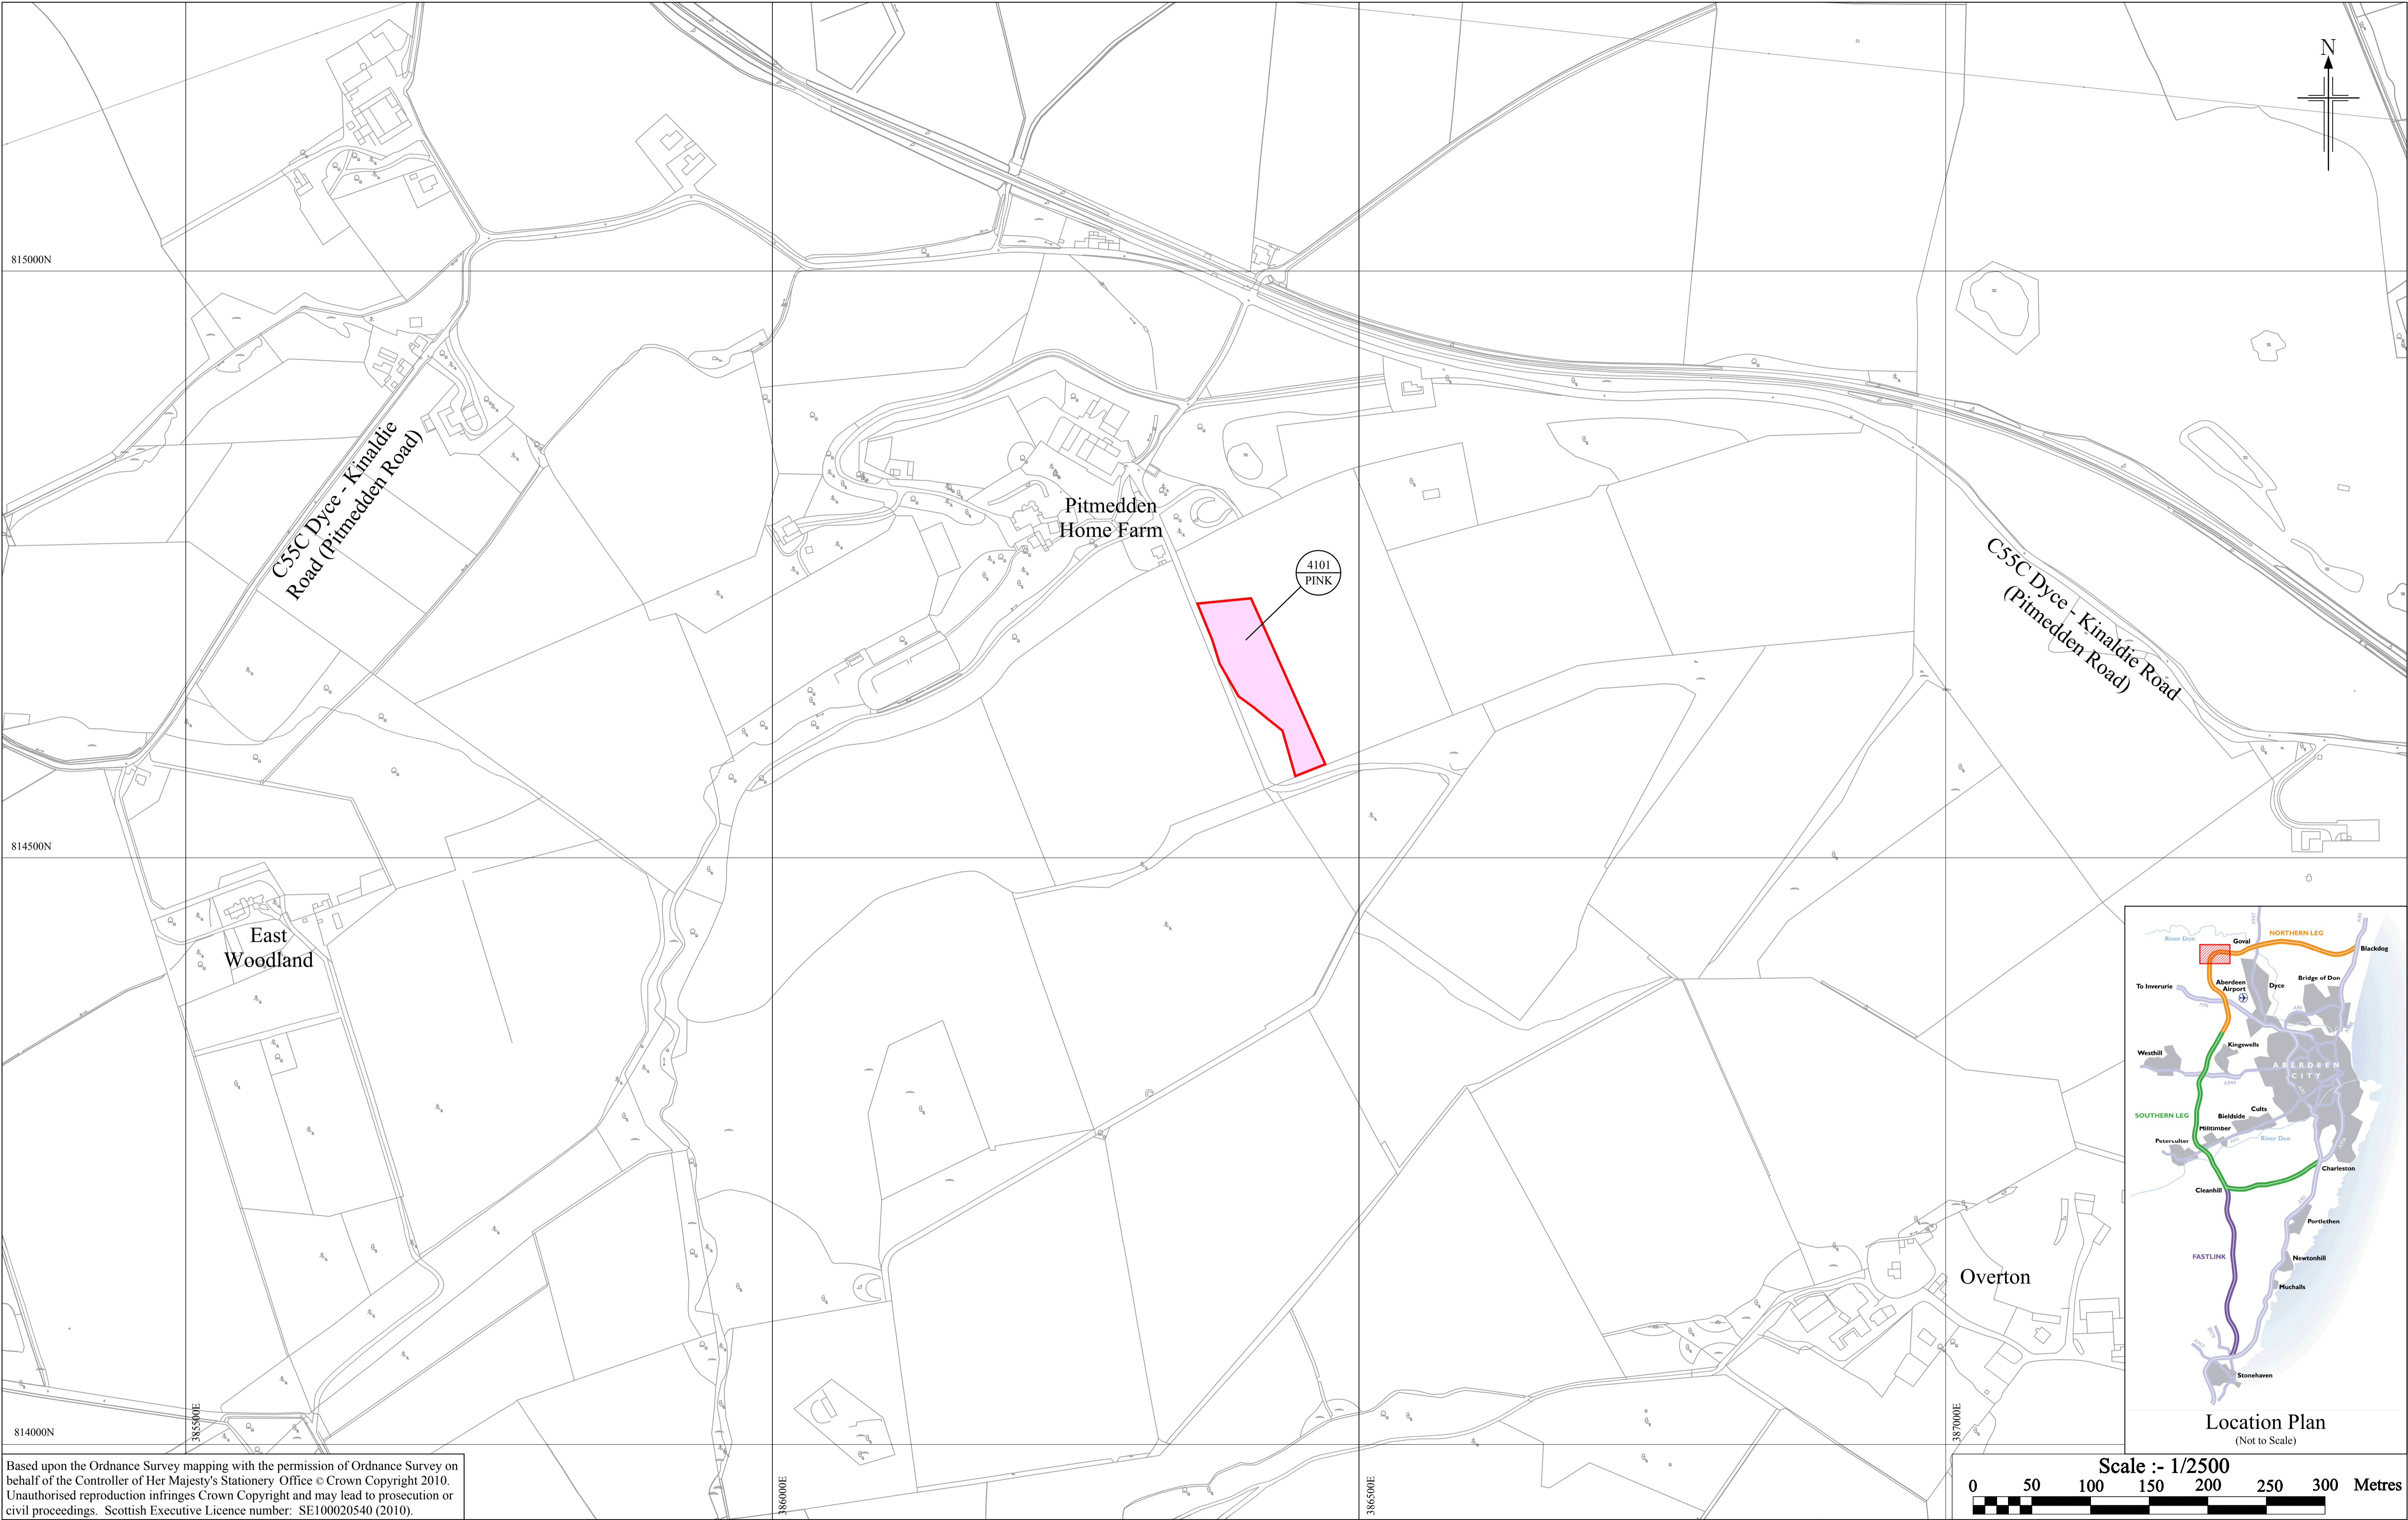 N
815000N
C55C Dyce - Kinaldie
Road (Pitmedden Road)
Pitmedden
Home Farm
4101
PINK
C55C Dyce - Kinaldie Road
(Pitmedden Road)
814500N
East
Woodland
Overton
814000N
385500E
386000E
386500E
387000E
River Don
Goval
NORTHERN LEG
Blackdog
A947
A90
To Inverurie
Aberdeen
Airport
Dyce
Bridge of Don
A96
Westhill
Kingswells
ABERDEEN
CITY
A944
SOUTHERN LEG
Bieldside
Cults
Milltimber
Peterculter
A93
River Dee
Charleston
Cleanhill
A90
Portlethen
FASTLINK
Newtonhill
Muchalls
Stonehaven
Location Plan
(Not to Scale)
Based upon the Ordnance Survey mapping with the permission of Ordnance Survey on
behalf of the Controller of Her Majesty's Stationery Office © Crown Copyright 2010.
Unauthorised reproduction infringes Crown Copyright and may lead to prosecution or
civil proceedings. Scottish Executive Licence number: SE100020540 (2010).
Scale :- 1/2500
0 50 100 150 200 250 300 Metres